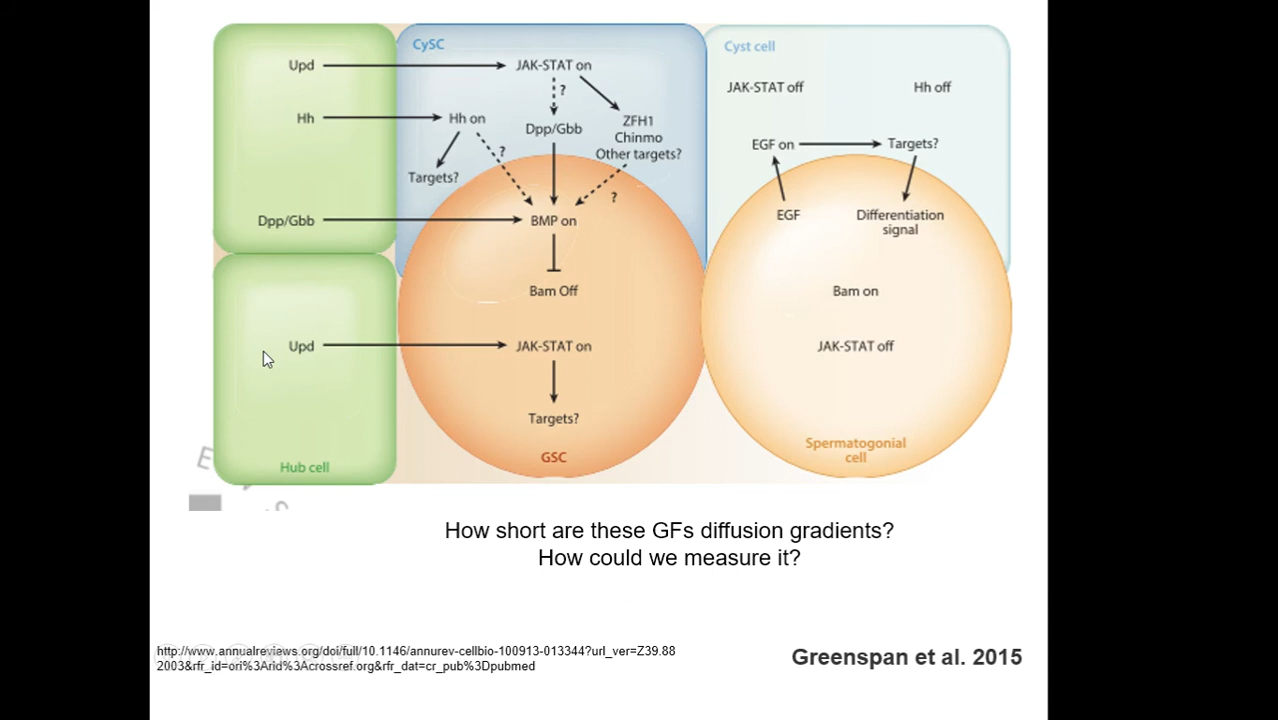 CySC
Cyst cell
Upd
JAK-STAT on
?
JAK-STAT off
Hh off
Hh
Hh on
Dpp/Gbb
ZFH1
Chinmo
Other targets?
?
Targets?
?
EGF on
Targets?
Dpp/Gbb
BMP on
EGF
Differentiation
signal
Bam Off
Bam on
Upd
JAK-STAT on
JAK-STAT off
Targets?
Hub cell
GSC
Spermatogonial
cell
How short are these GFs diffusion gradients?
How could we measure it?
http://www.annualreviews.org/doi/full/10.1146/annurev-cellbio-100913-013344?url_ver=Z39.88
2003&rfr_id=ori%3Arid%3Acrossref.org&rfr_dat=cr_pub%3Dpubmed
Greenspan et al. 2015